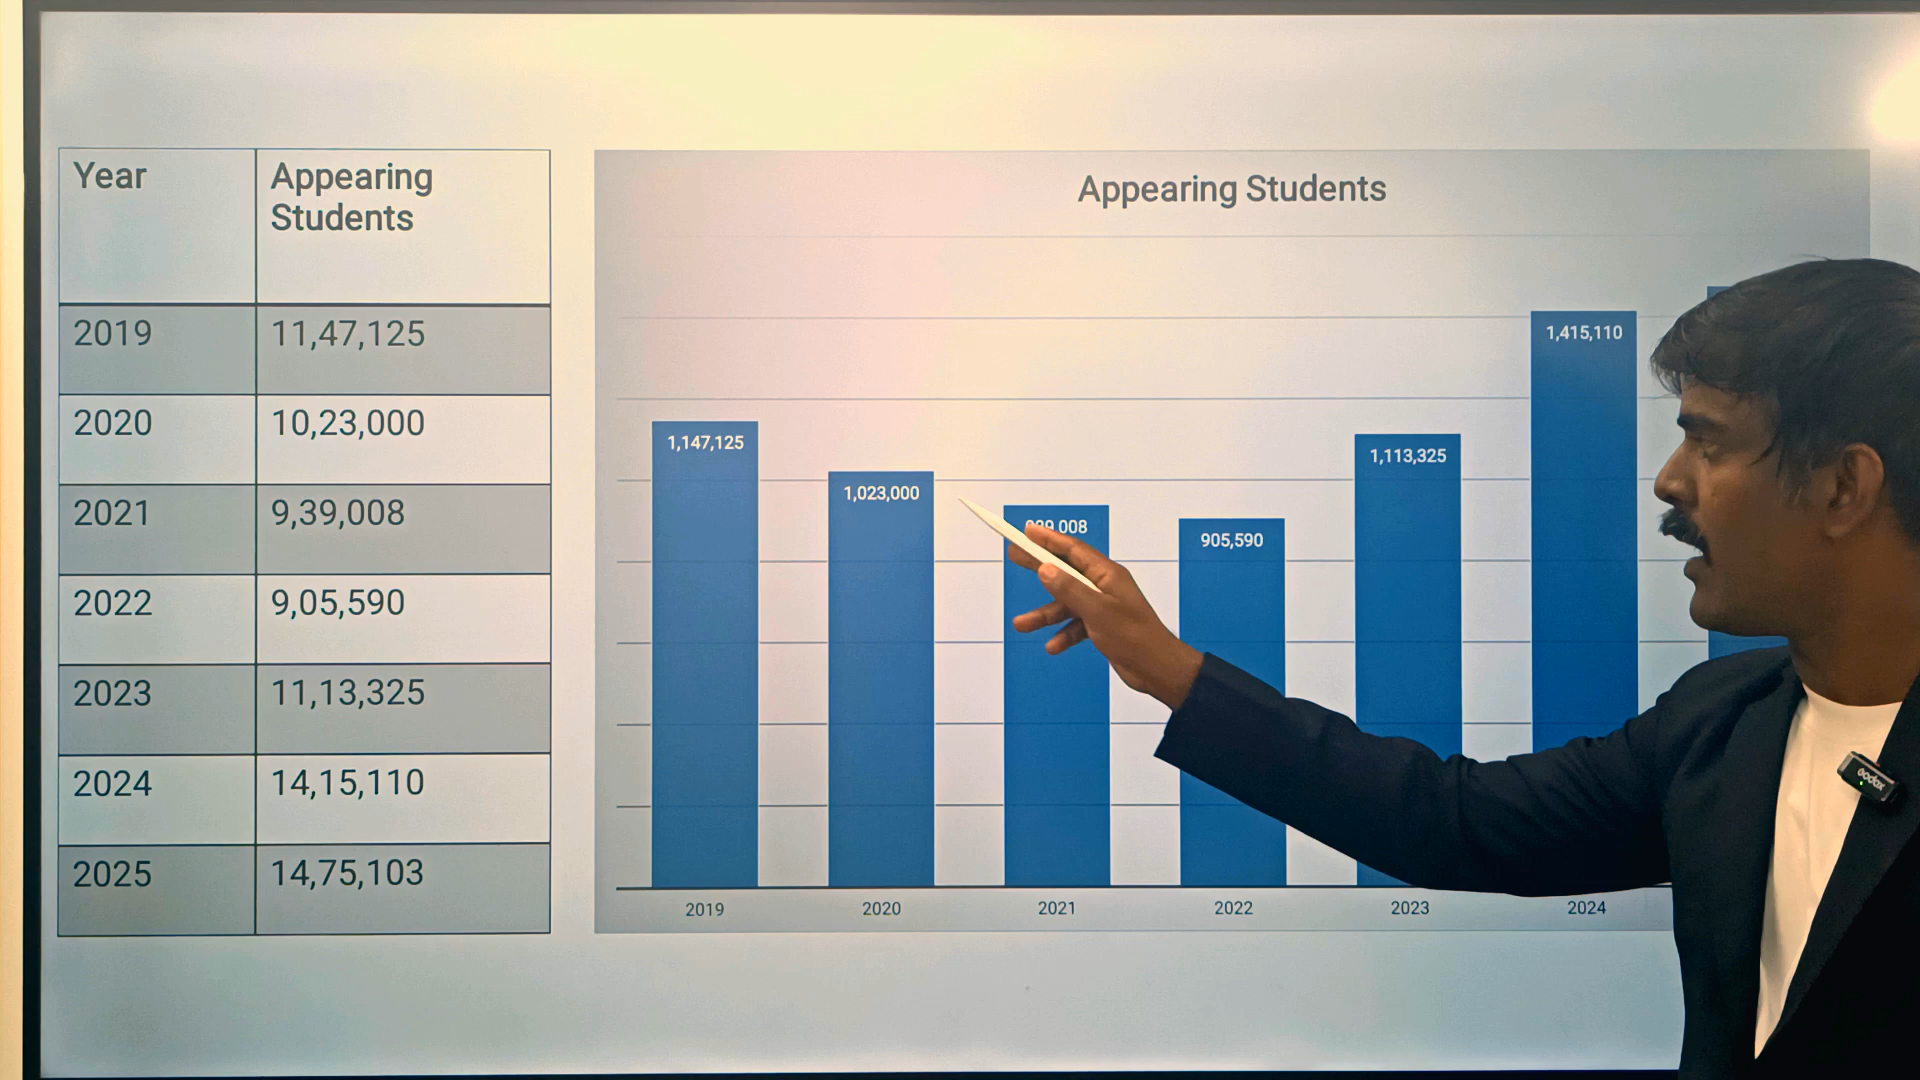 Year Appearing
Students
2019 11,47,125
2020 10,23,000
2021 9,39,008
2022 9,05,590
2023 11,13,325
2024 14,15,110
2025 14,75,103
Appearing Students
1,147,125
1,023,000
008
905,590
1,113,325
1,415,110
2019 2020 2021 2022 2023 2024
Godox